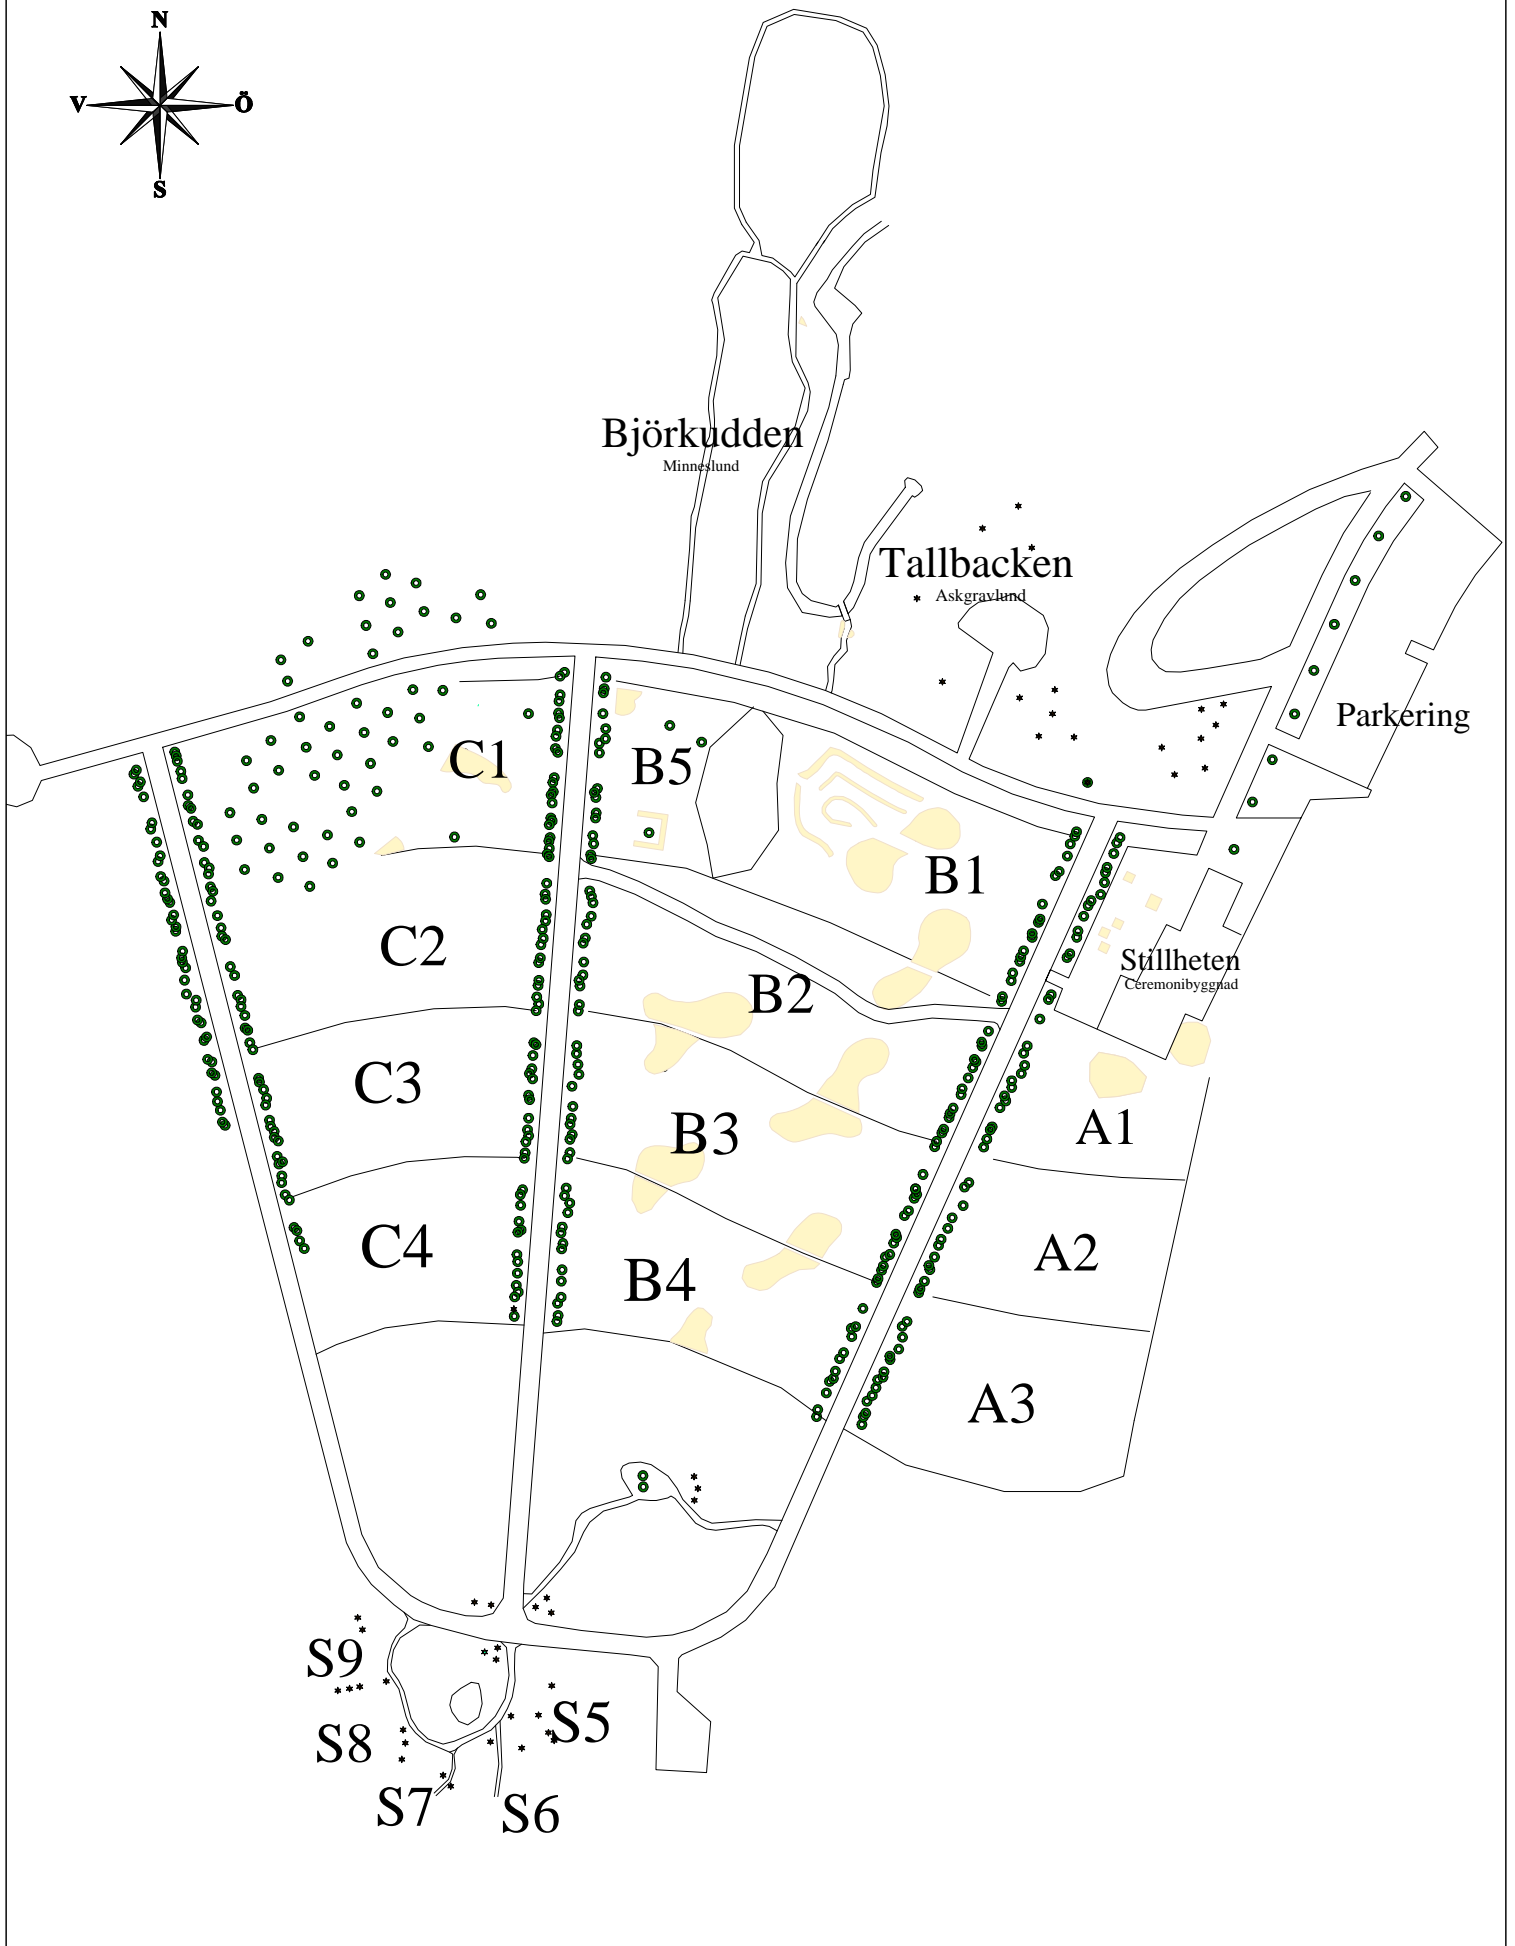 N
V Ö
S
Björkudden
Minneslund
Tallbacken
Askgravlund
Parkering
C1
B5
B1
C2
Stillheten
Ceremonibyggnad
B2
C3
B3
A1
C4
B4
A2
A3
S9
S8
S5
S7
S6